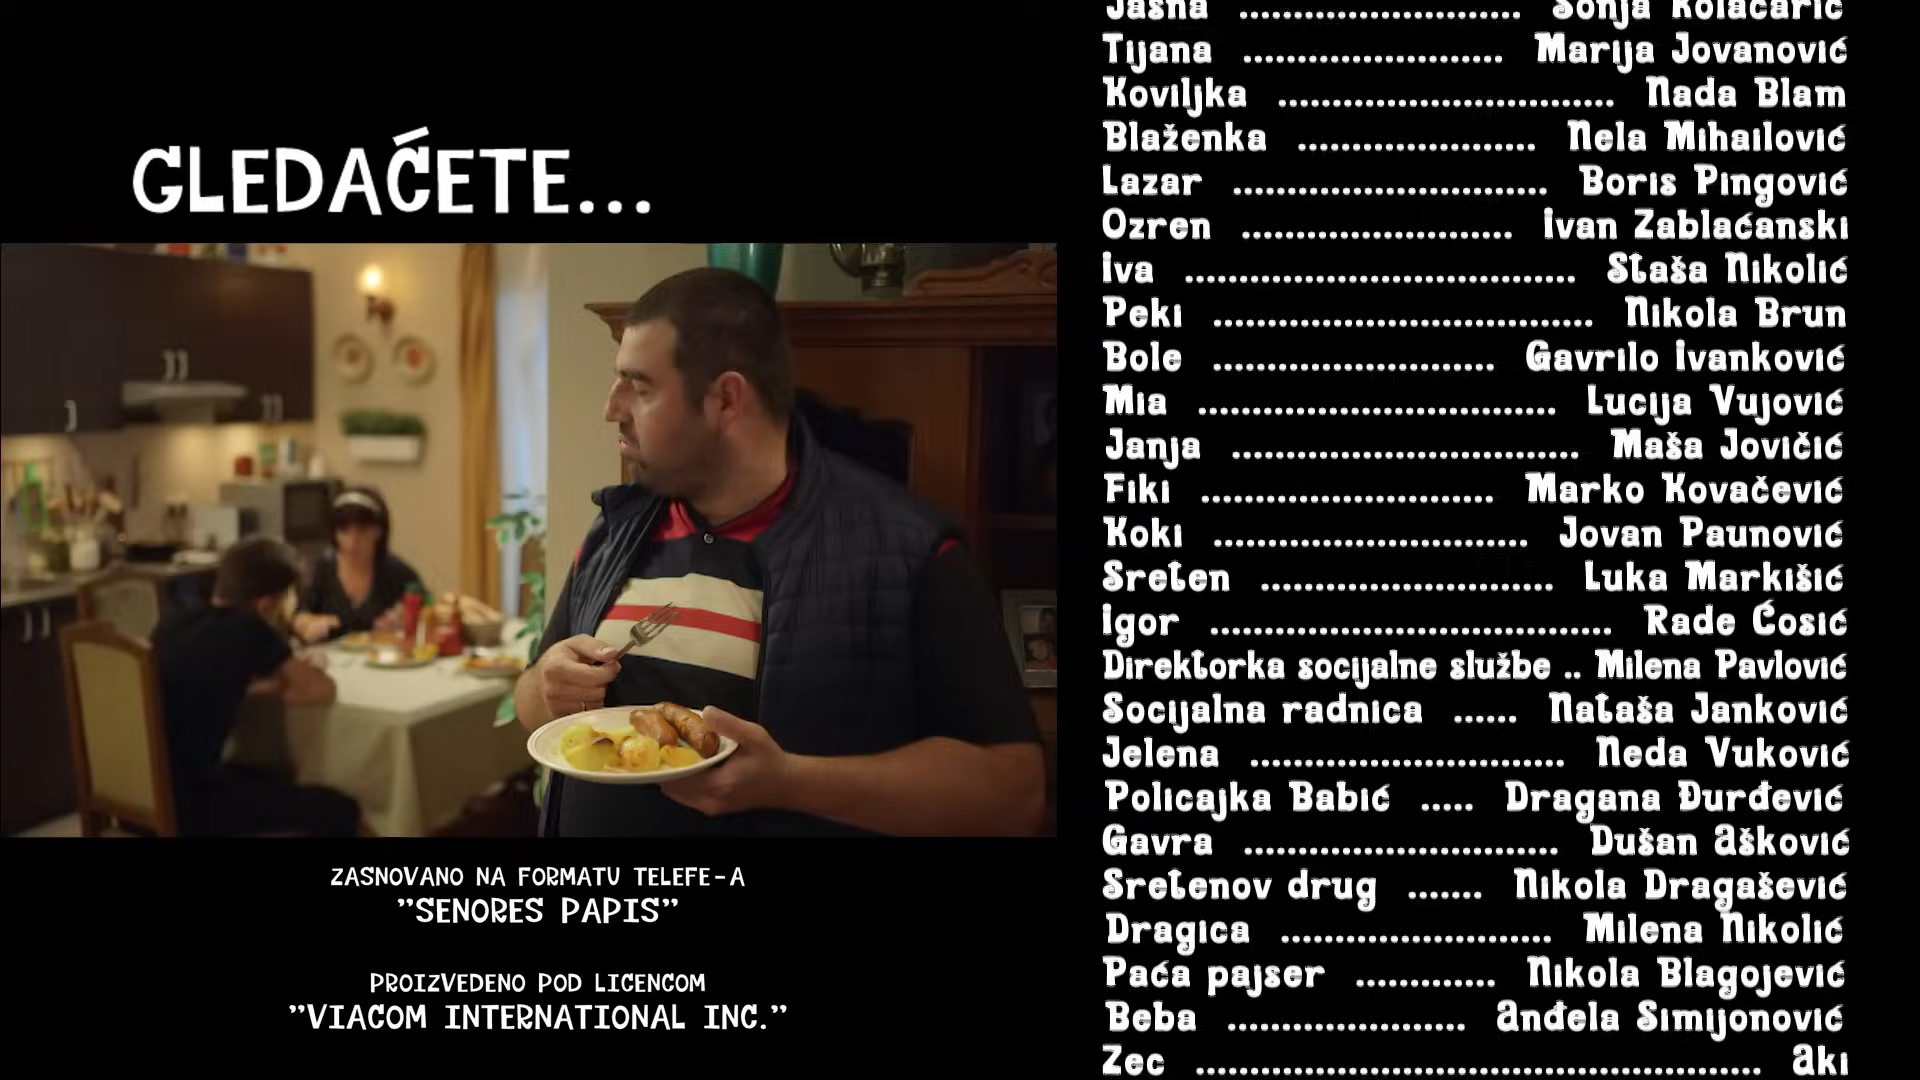 GLEDAĆETE...
ZASNOVANO NA FORMATU TELEFE-A
"SENORES PAPIS"
PROIZVEDENO POD LICENCOM
"VIACOM INTERNATIONAL INC."
Jasna ................................ Sonja Kolačarić
Tijana ........................ Marija Jovanović
Koviljka ............................... Nada Blam
Blaženka ...................... Nela Mihailović
Lazar ............................. Boris Pingović
Ozren ......................... Ivan Zablaćanski
Iva .................................... Staša Nikolić
Peki ................................... Nikola Brun
Bole .......................... Gavrilo Ivanković
Mia ................................. Lucija Vujović
Janja ................................ Maša Jovičić
Fiki ........................... Marko Kovačević
Koki ............................. Jovan Paunović
Sreten ........................... Luka Markišić
Igor ..................................... Rade Ćosić
Direktorka socijalne službe .. Milena Pavlović
Socijalna radnica ...... Nataša Janković
Jelena ............................. Neda Vuković
Policajka Babić ..... Dragana Đurđević
Gavra ............................. Dušan Ašković
Sretenov drug ....... Nikola Dragašević
Dragica ......................... Milena Nikolić
Paća pajser ............. Nikola Blagojević
Beba ...................... Anđela Simijonović
Zec .................................................... Aki